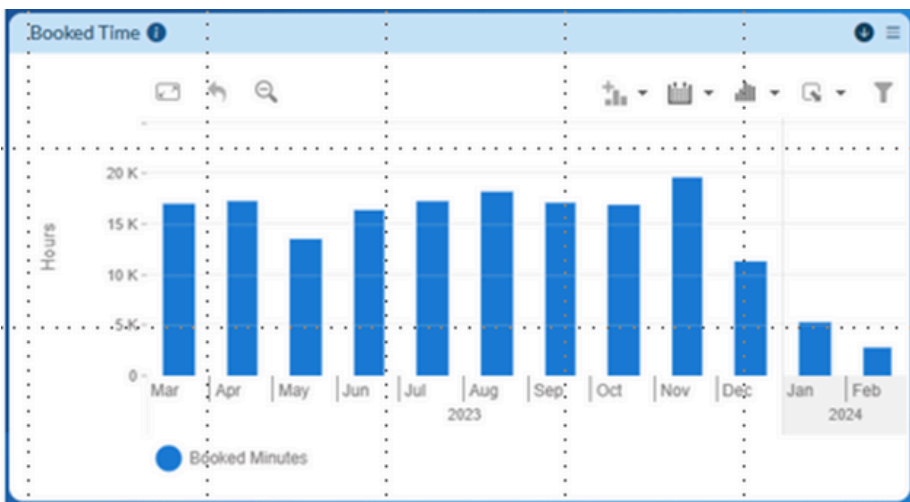 Booked Time
20 K
15 K
10 K
5 K
0
Hours
Mar Apr May Jun Jul Aug Sep Oct Nov Dec Jan Feb
2023 2024
Booked Minutes